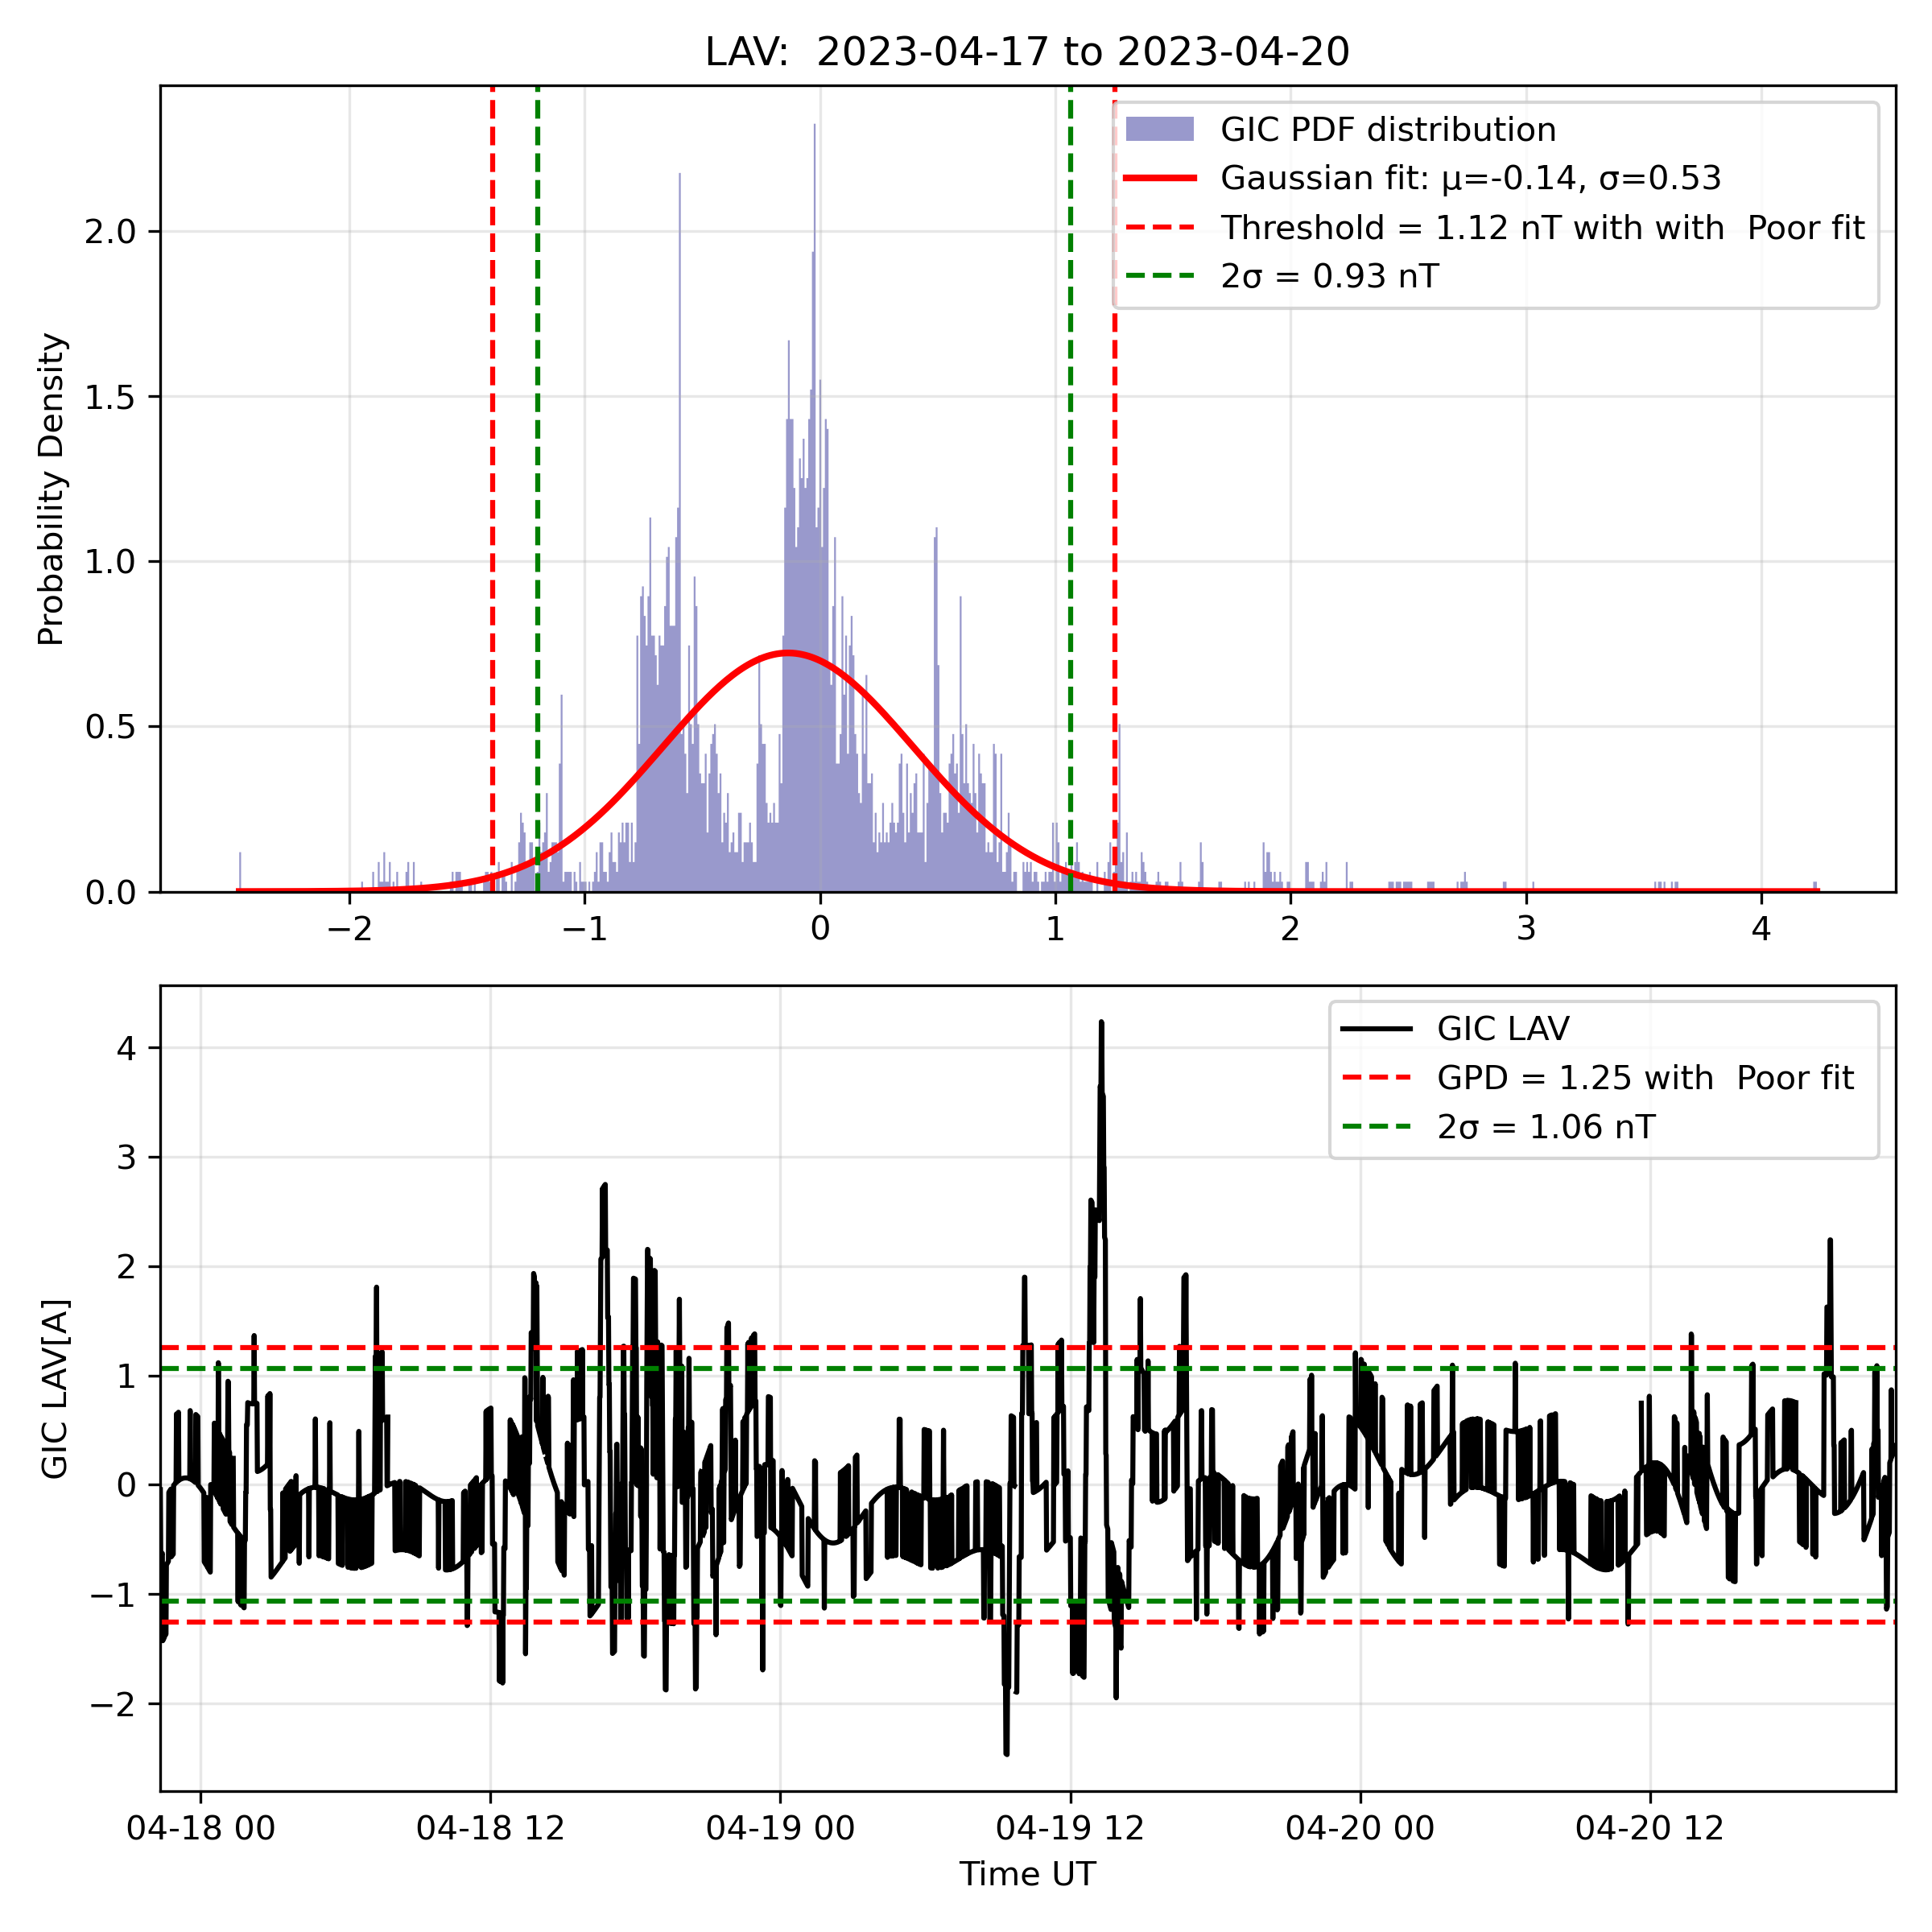 LAV:  2023-04-17 to 2023-04-20
GIC PDF distribution
Gaussian fit: μ=-0.14, σ=0.53
Threshold = 1.12 nT with with  Poor fit
2σ = 0.93 nT
Probability Density
2.0
1.5
1.0
0.5
0.0
−2
−1
0
1
2
3
4
GIC LAV
GPD = 1.25 with  Poor fit
2σ = 1.06 nT
GIC LAV[A]
4
3
2
1
0
−1
−2
04-18 00
04-18 12
04-19 00
04-19 12
04-20 00
04-20 12
Time UT